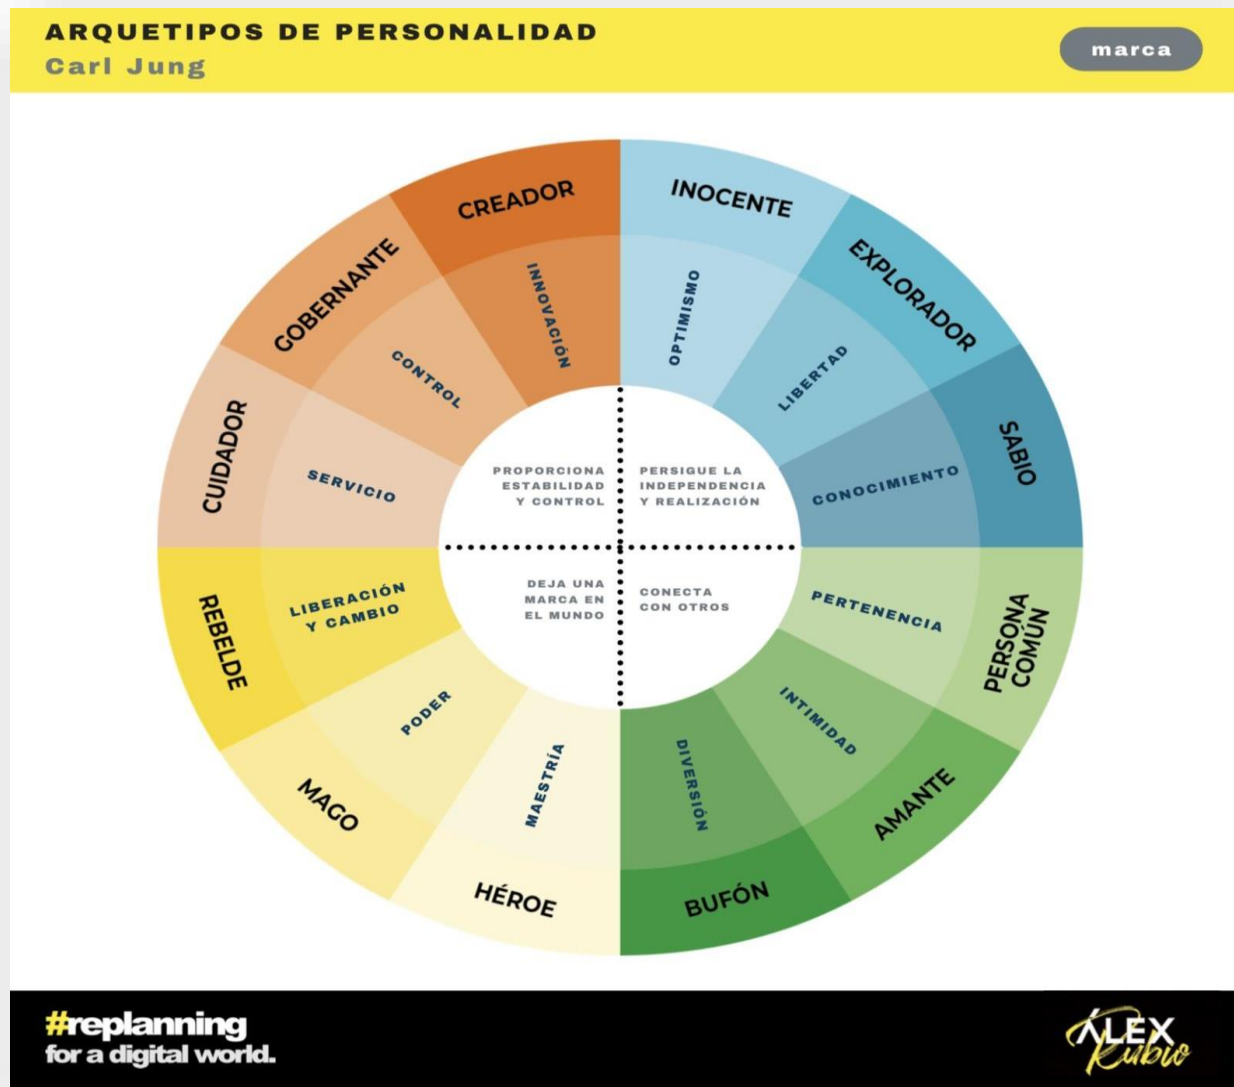 ARQUETIPOS DE PERSONALIDAD
Carl Jung
marca
CREADOR
INOCENTE
GOBERNANTE
EXPLORADOR
INNOVACIÓN
OPTIMISMO
CONTROL
LIBERTAD
CUIDADOR
SABIO
SERVICIO
CONOCIMIENTO
PROPORCIONA
ESTABILIDAD
Y CONTROL
PERSIGUE LA
INDEPENDENCIA
Y REALIZACIÓN
DEJA UNA
MARCA EN
EL MUNDO
CONECTA
CON OTROS
REBELDE
LIBERACIÓN
Y CAMBIO
PERTENENCIA
PERSONA
COMÚN
PODER
INTIMIDAD
MAESTRÍA
DIVERSIÓN
MAGO
AMANTE
HÉROE
BUFÓN
#replanning
for a digital world.
ÁLEX
Rubio